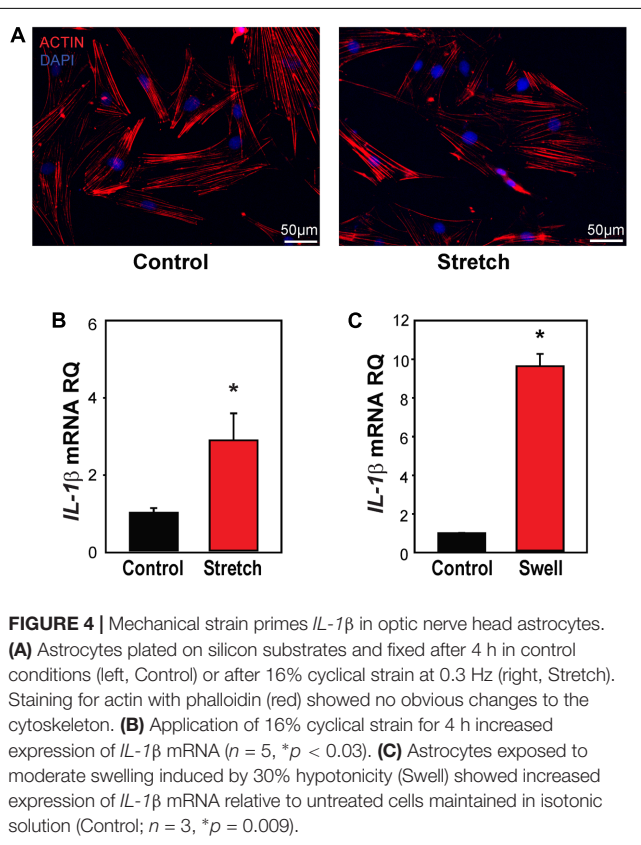 A
ACTIN
DAPI
50µm
50µm
Control
Stretch
B
6
4
2
0
IL-1β mRNA RQ
*
Control
Stretch
C
12
10
8
6
4
2
0
IL-1β mRNA RQ
*
Control
Swell
FIGURE 4 | Mechanical strain primes IL-1β in optic nerve head astrocytes.
(A) Astrocytes plated on silicon substrates and fixed after 4 h in control
conditions (left, Control) or after 16% cyclical strain at 0.3 Hz (right, Stretch).
Staining for actin with phalloidin (red) showed no obvious changes to the
cytoskeleton. (B) Application of 16% cyclical strain for 4 h increased
expression of IL-1β mRNA (n = 5, *p < 0.03). (C) Astrocytes exposed to
moderate swelling induced by 30% hypotonicity (Swell) showed increased
expression of IL-1β mRNA relative to untreated cells maintained in isotonic
solution (Control; n = 3, *p = 0.009).